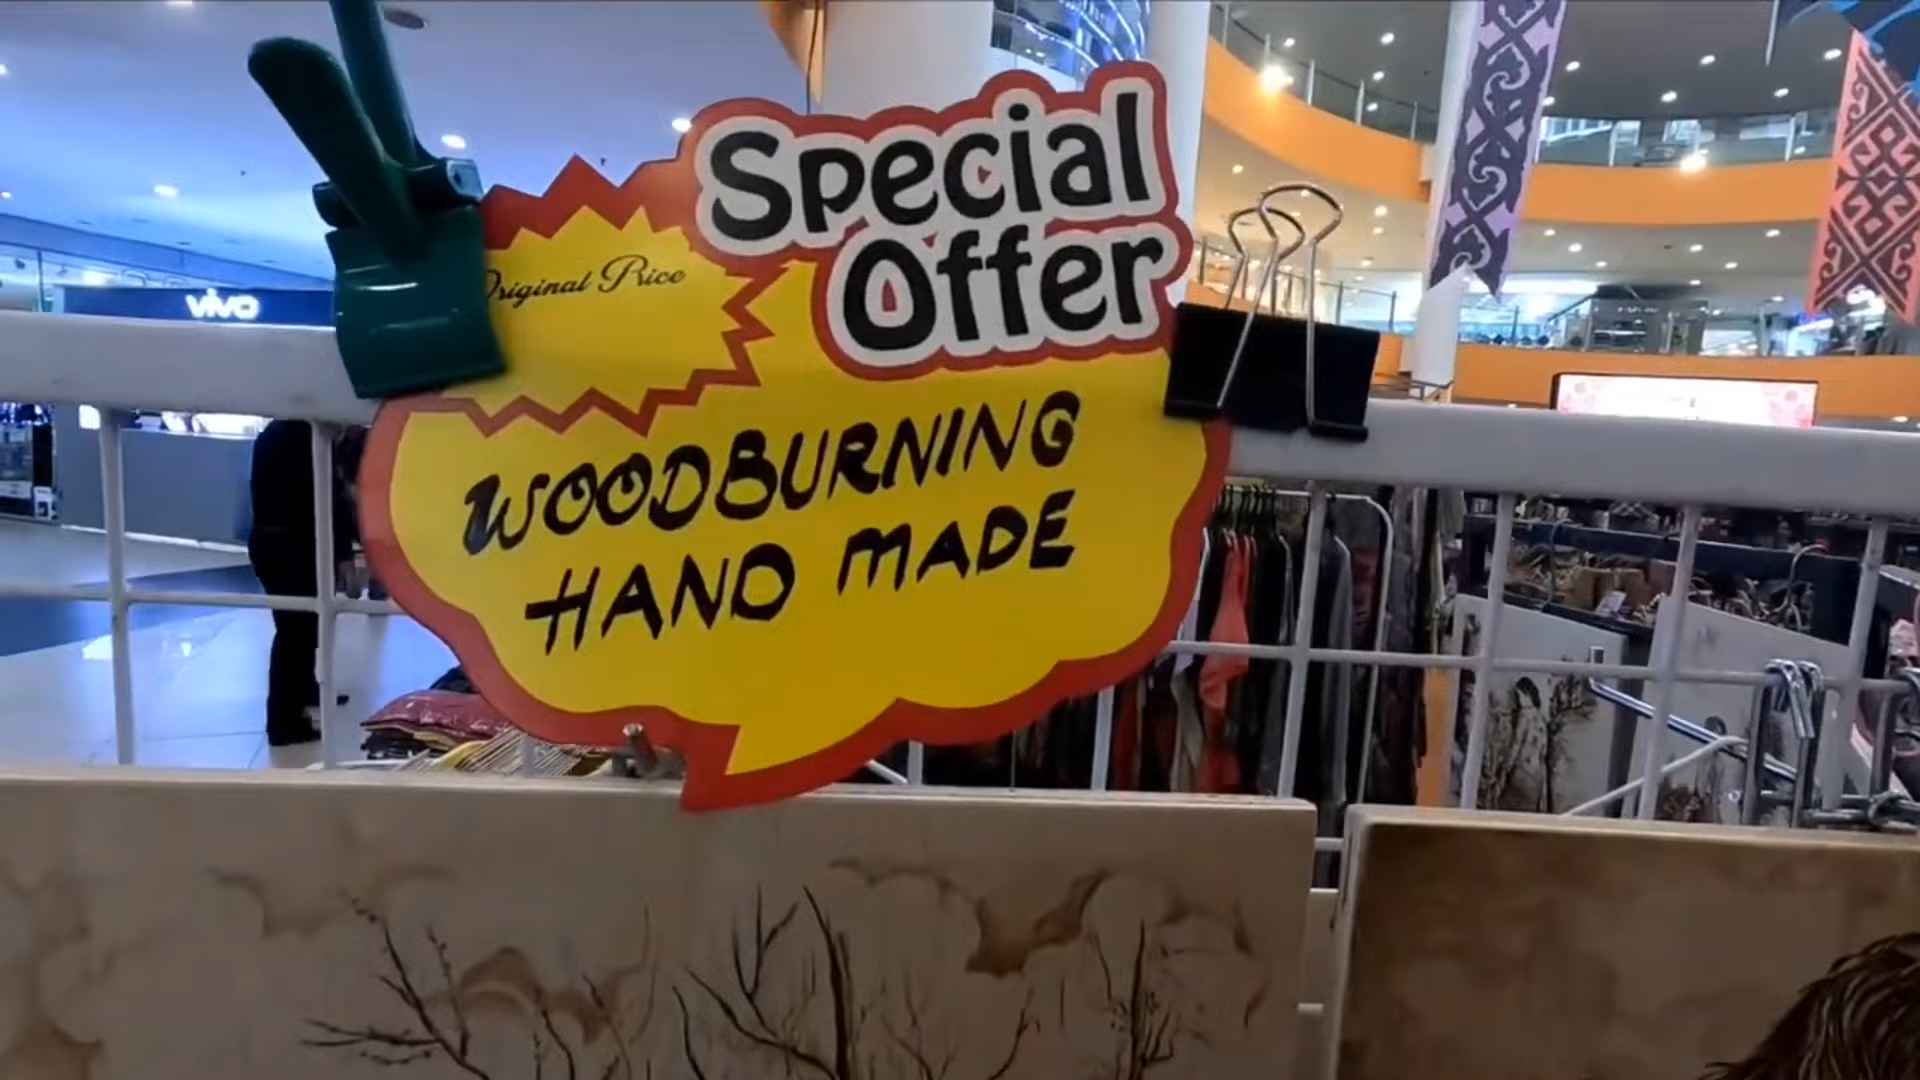 Special
Offer
Original Price
WOODBURNING
HAND MADE
vivo